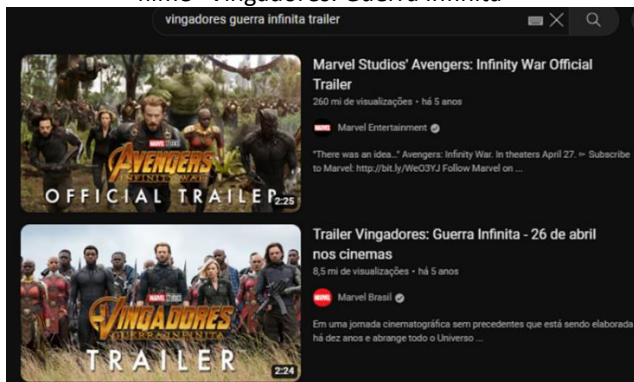 vingadores guerra infinita trailer
Marvel Studios' Avengers: Infinity War Official
Trailer
260 mi de visualizações • há 5 anos
MARVEL Marvel Entertainment
"There was an idea..." Avengers: Infinity War. In theaters April 27. ► Subscribe
to Marvel: http://bit.ly/WeO3YJ Follow Marvel on ...
MARVEL STUDIOS
AVENGERS
INFINITY WAR
OFFICIAL TRAILER
2:25
Trailer Vingadores: Guerra Infinita - 26 de abril
nos cinemas
8,5 mi de visualizações • há 5 anos
MARVEL Marvel Brasil
Em uma jornada cinematográfica sem precedentes que está sendo elaborada
há dez anos e abrange todo o Universo ...
MARVEL STUDIOS
VINGADORES
GUERRA INFINITA
TRAILER
2:24